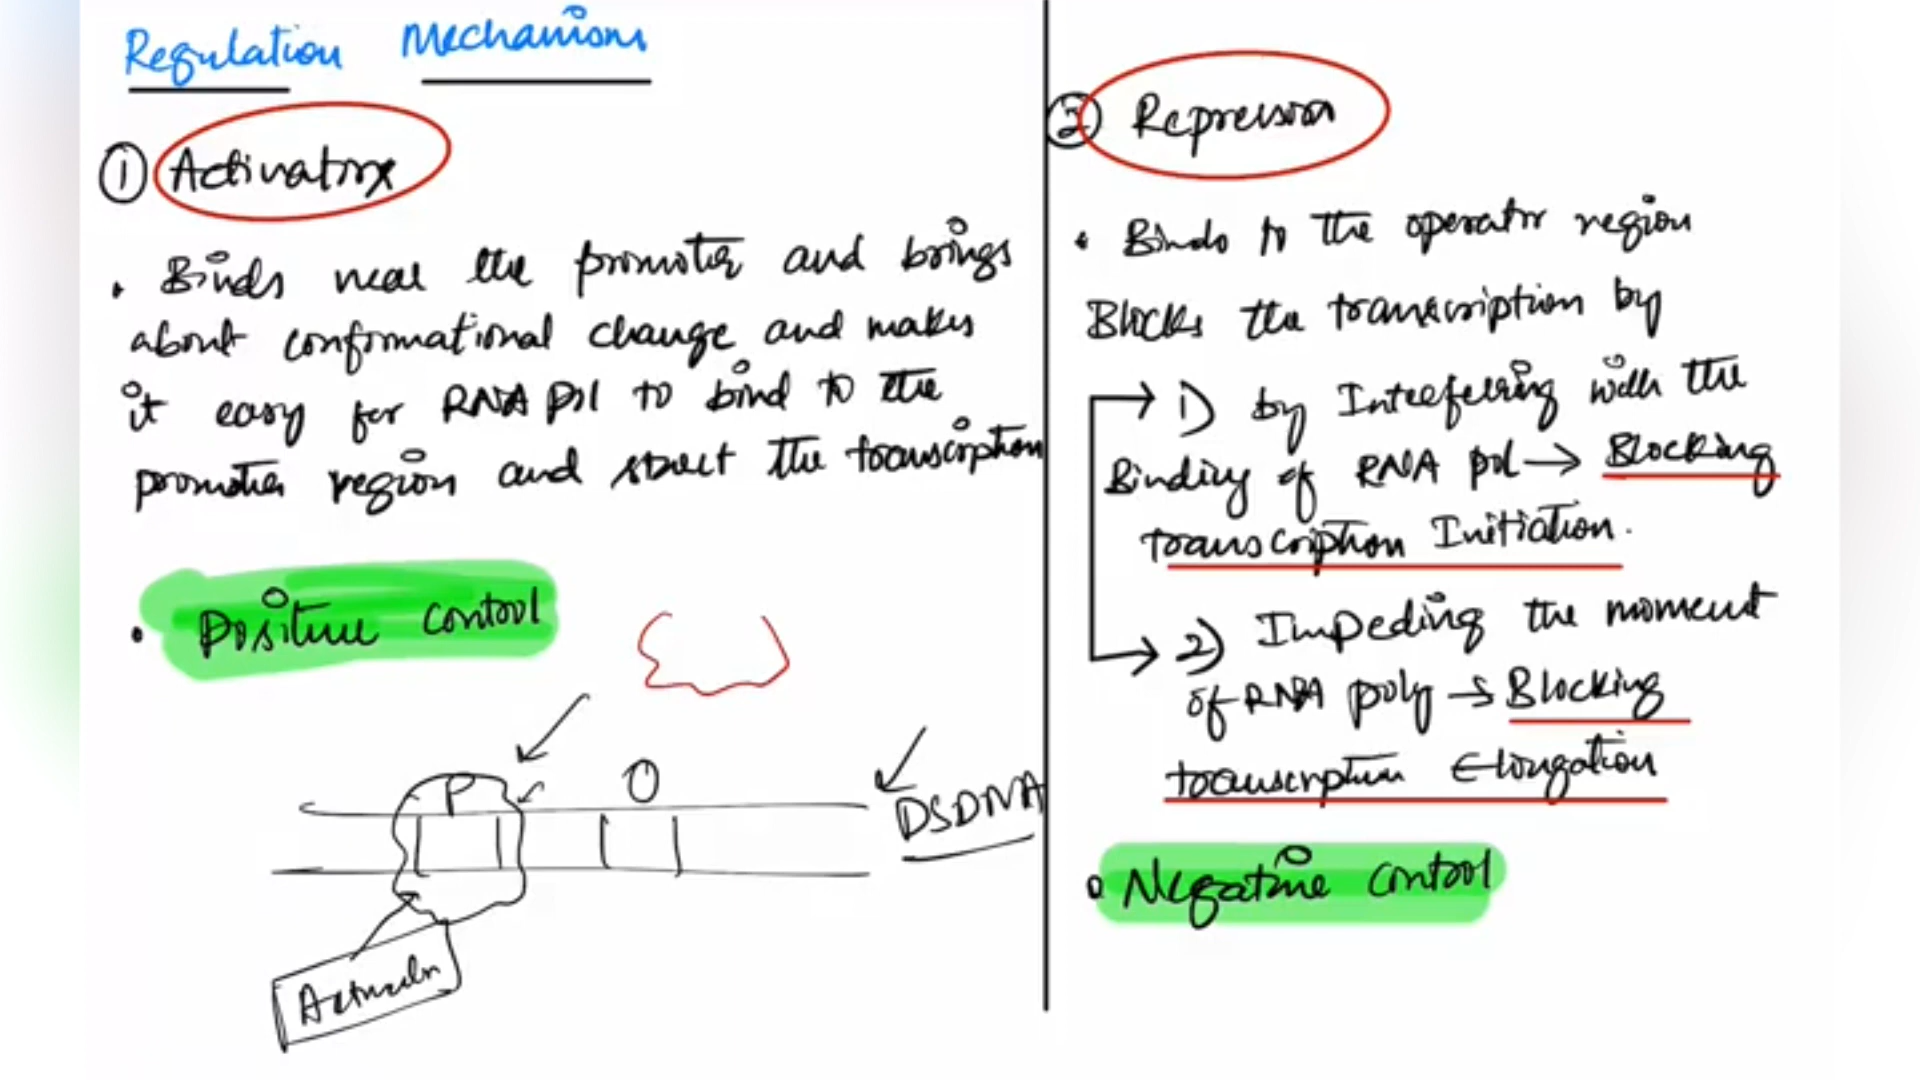 Regulation Mechanisms
① Activators
• Binds near the promoter and brings
about conformational change and makes
it easy for RNA Pol to bind to the
promoter region and start the transcription
• Positive control
P
O
DSDNA
Activator
② Repressors
• Binds to the operator region
Blocks the transcription by
1) by Interfering with the
Binding of RNA pol → Blocking
transcription Initiation.
2) Impeding the moment
of RNA poly → Blocking
transcription Elongation
• Negative control